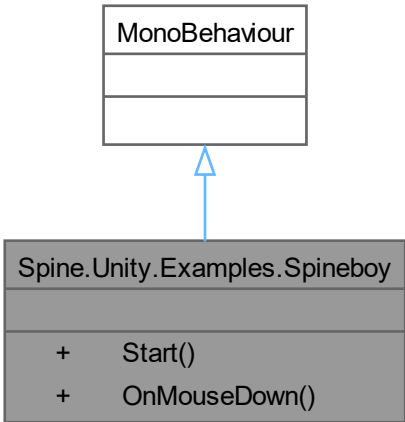 MonoBehaviour
Spine.Unity.Examples.Spineboy
+ Start()
+ OnMouseDown()